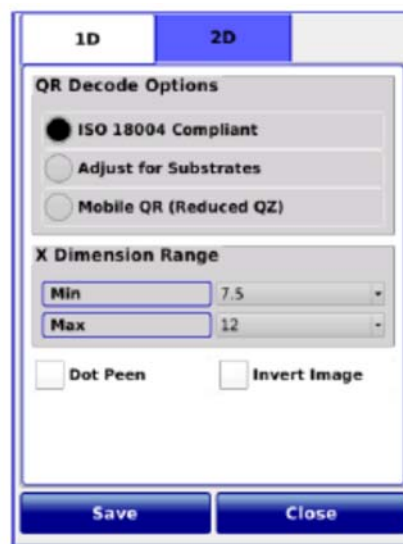 1D 2D
QR Decode Options
ISO 18004 Compliant
Adjust for Substrates
Mobile QR (Reduced QZ)
X Dimension Range
Min 7.5
Max 12
Dot Peen Invert Image
Save Close